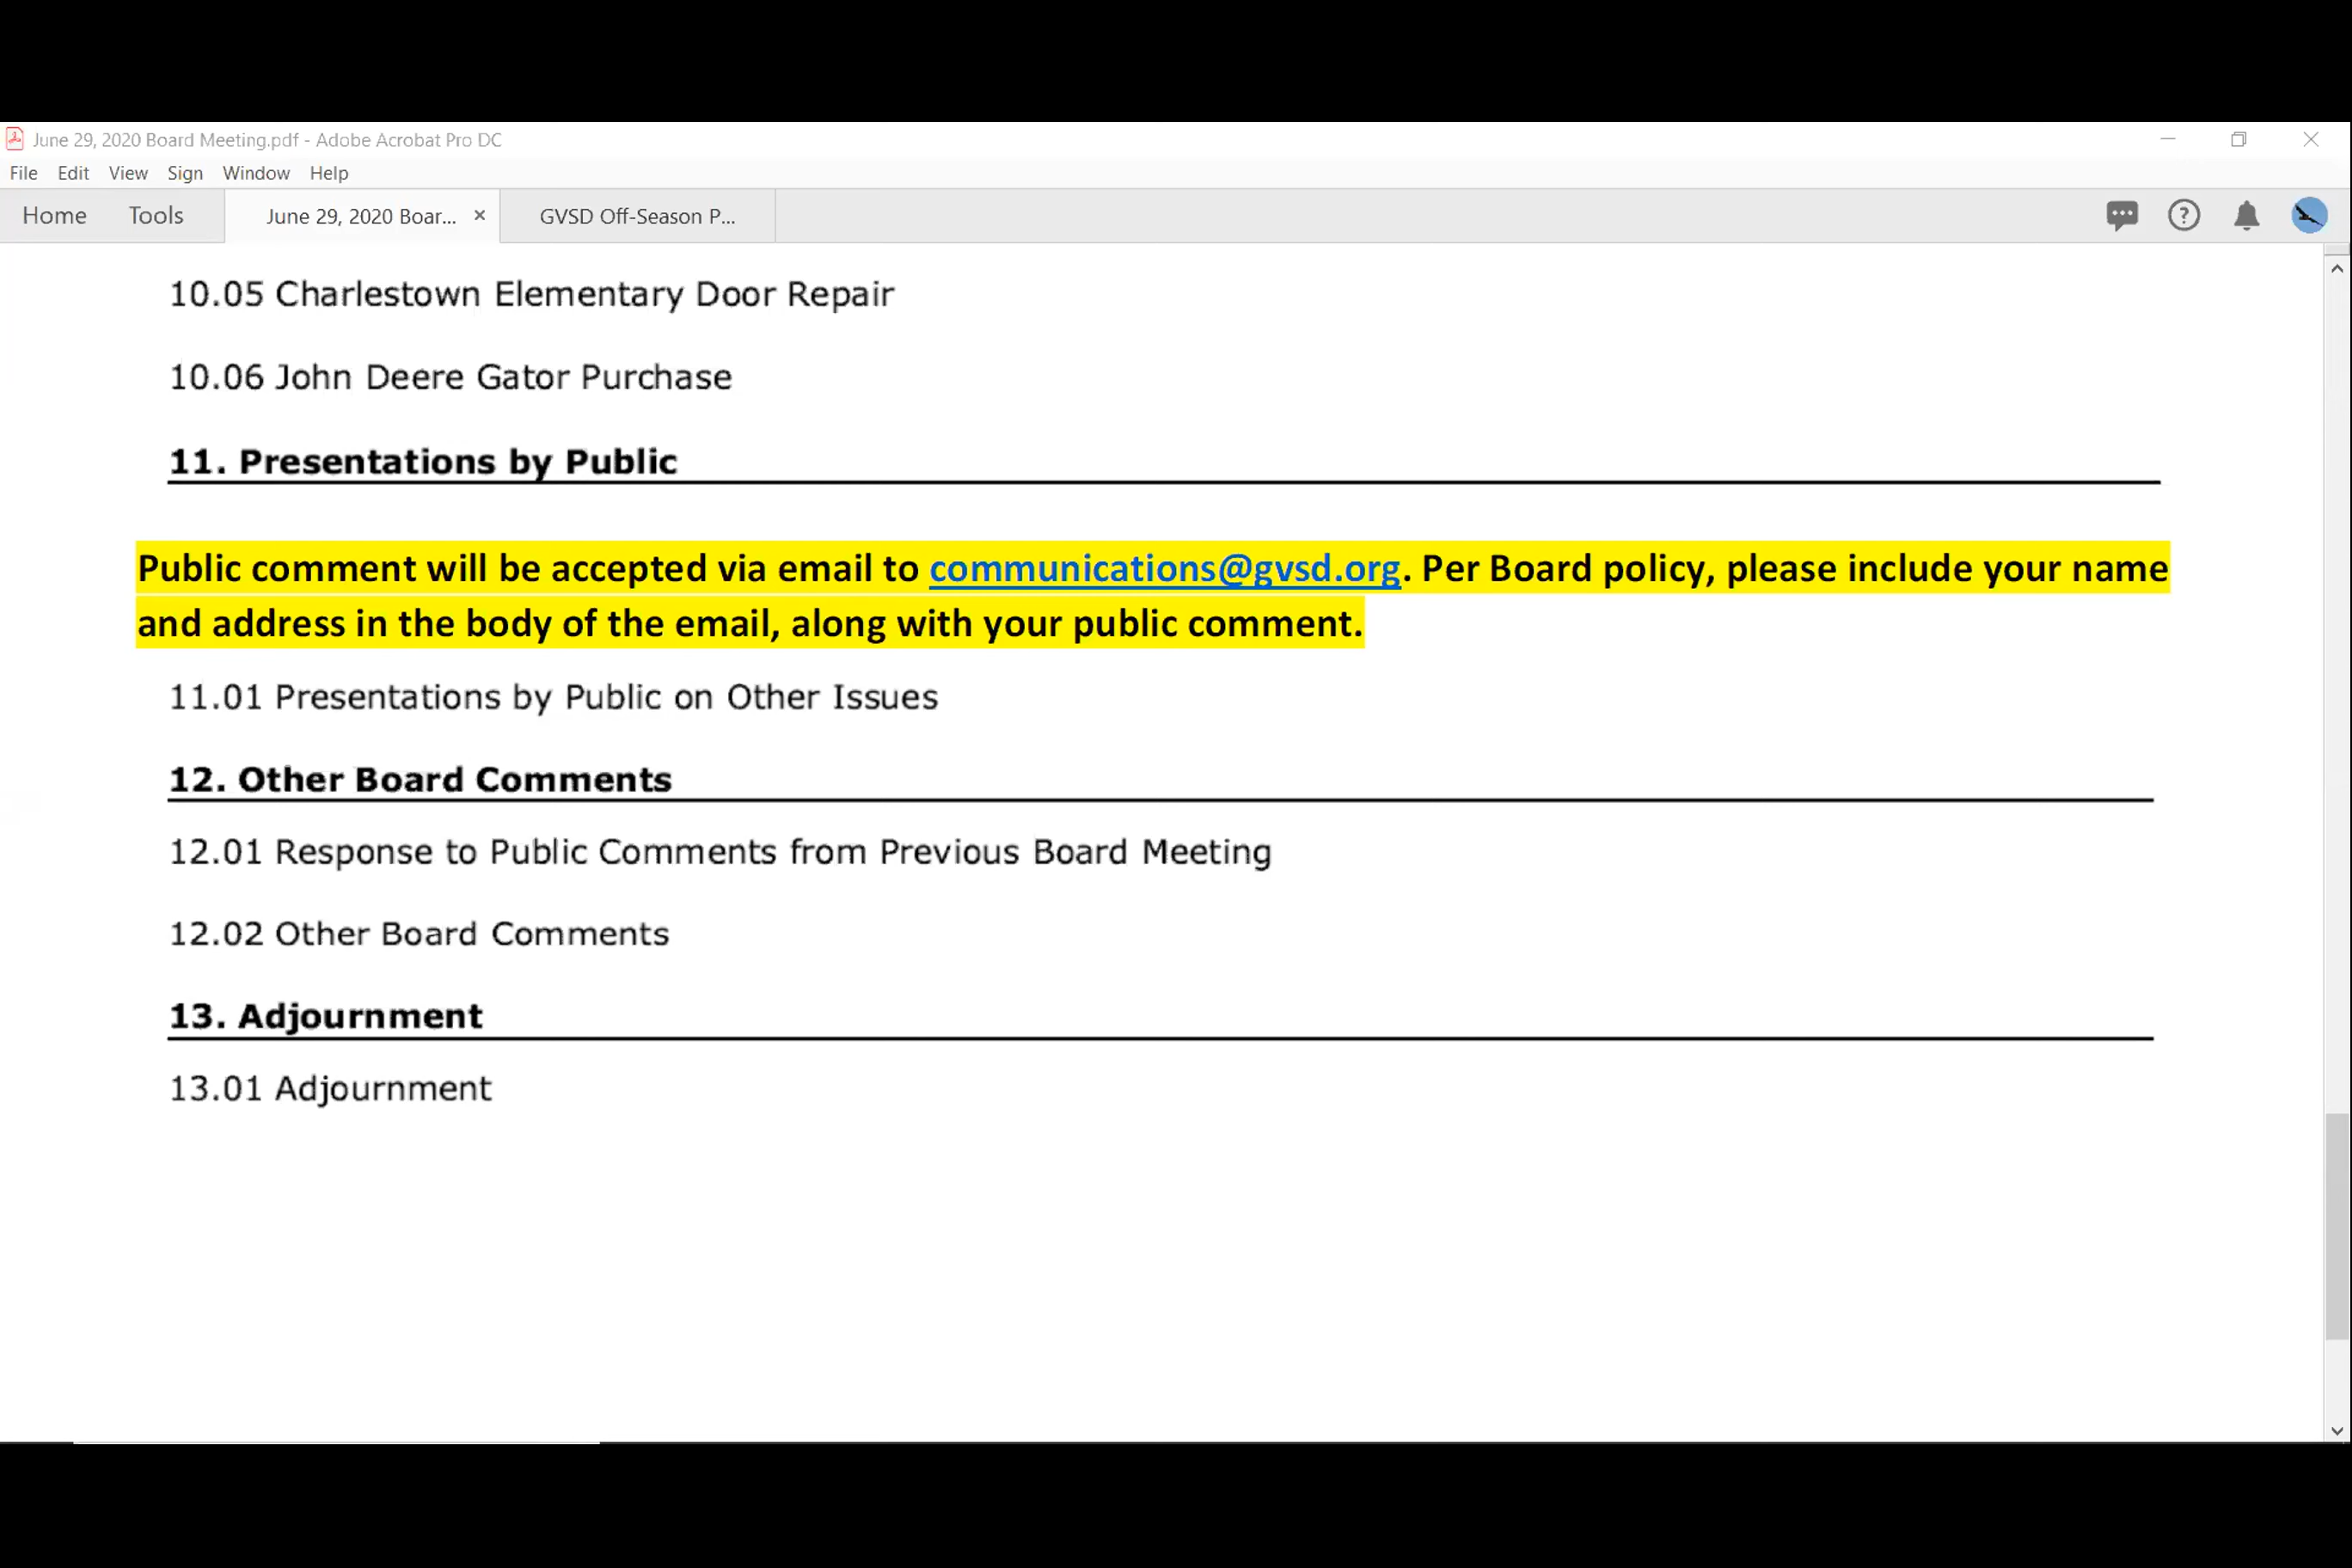 June 29, 2020 Board Meeting.pdf - Adobe Acrobat Pro DC
File Edit View Sign Window Help
Home Tools June 29, 2020 Boar... × GVSD Off-Season P...
10.05 Charlestown Elementary Door Repair
10.06 John Deere Gator Purchase
11. Presentations by Public
Public comment will be accepted via email to communications@gvsd.org. Per Board policy, please include your name
and address in the body of the email, along with your public comment.
11.01 Presentations by Public on Other Issues
12. Other Board Comments
12.01 Response to Public Comments from Previous Board Meeting
12.02 Other Board Comments
13. Adjournment
13.01 Adjournment